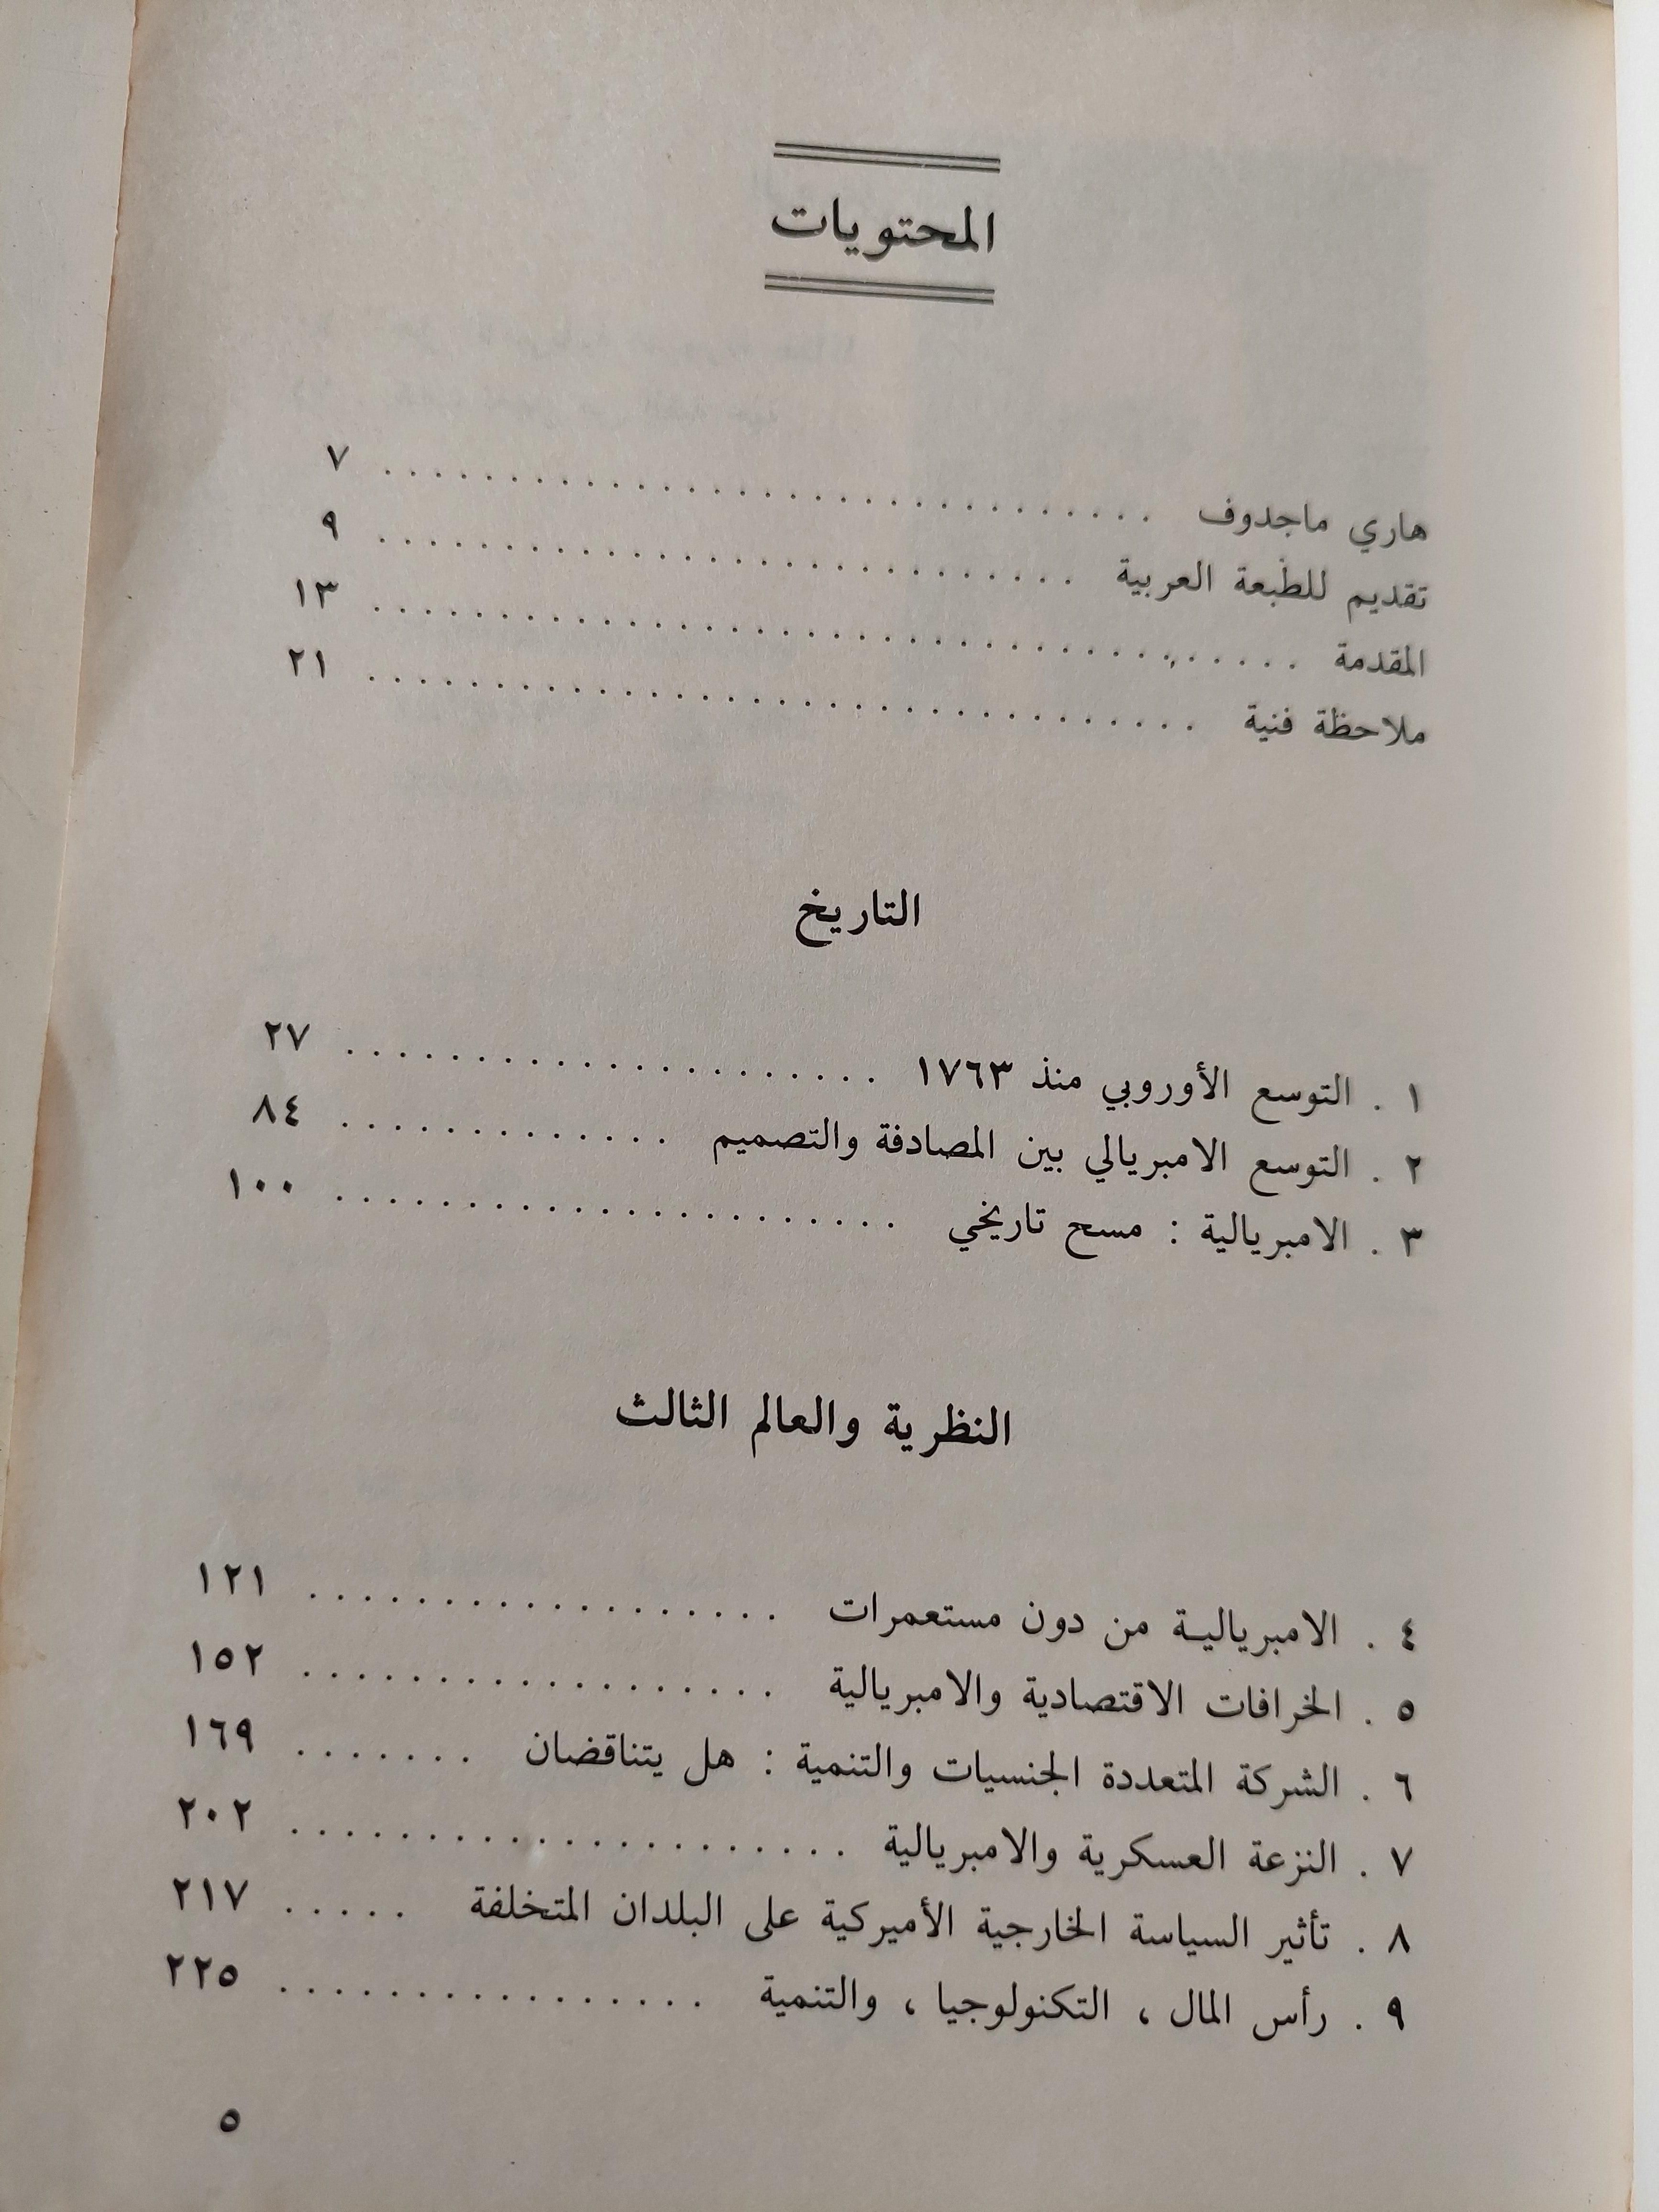 المحتويات
هاري ماجدوف . . . . . . . . . . . . . . . . . . . . . . . . . . . . . . ٧
تقديم للطبعة العربية . . . . . . . . . . . . . . . . . . . . . . . . . . . . ٩
المقدمة . . . . . . . . . . . . . . . . . . . . . . . . . . . . . . . . . . . . ١٣
ملاحظة فنية . . . . . . . . . . . . . . . . . . . . . . . . . . . . . . . . ٢١
التاريخ
١ . التوسع الأوروبي منذ ١٧٦٣ . . . . . . . . . . . . . . . . . . . . ٢٧
٢ . التوسع الامبريالي بين المصادفة والتصميم . . . . . . . . . . . . . ٨٤
٣ . الامبريالية : مسح تاريخي . . . . . . . . . . . . . . . . . . . . . . ١٠٠
النظرية والعالم الثالث
٤ . الامبريالية من دون مستعمرات . . . . . . . . . . . . . . . . . . ١٢١
٥ . الخرافات الاقتصادية والامبريالية . . . . . . . . . . . . . . . . . . ١٥٢
٦ . الشركة المتعددة الجنسيات والتنمية : هل يتناقضان . . . . . . . ١٦٩
٧ . النزعة العسكرية والامبريالية . . . . . . . . . . . . . . . . . . . . . ٢٠٢
٨ . تأثير السياسة الخارجية الأميركية على البلدان المتخلفة . . . . . ٢١٧
٩ . رأس المال ، التكنولوجيا ، والتنمية . . . . . . . . . . . . . . . . ٢٢٥
٥